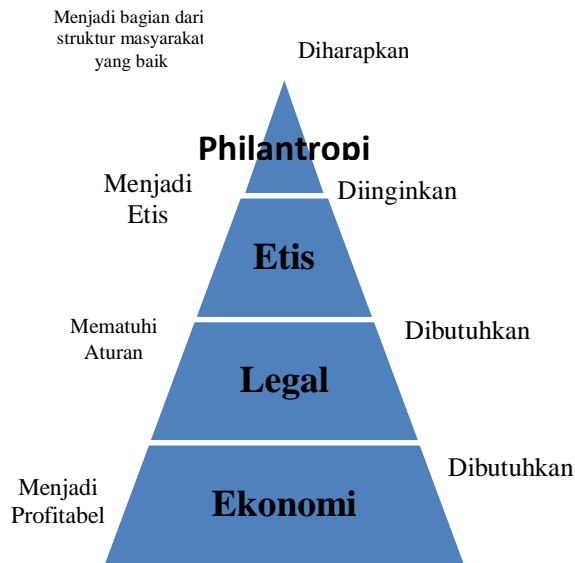 Menjadi bagian dari
struktur masyarakat
yang baik
Diharapkan
Philantropi
Menjadi
Etis
Diinginkan
Etis
Mematuhi
Aturan
Dibutuhkan
Legal
Menjadi
Profitabel
Dibutuhkan
Ekonomi